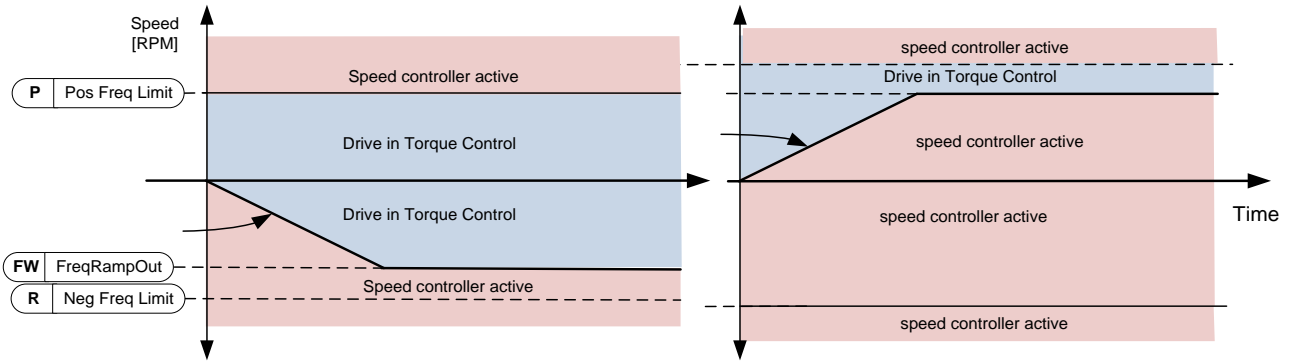 Speed
[RPM]
Speed controller active
P Pos Freq Limit
Drive in Torque Control
Drive in Torque Control
FW FreqRampOut
Speed controller active
R Neg Freq Limit
speed controller active
Drive in Torque Control
speed controller active
speed controller active
Time
speed controller active